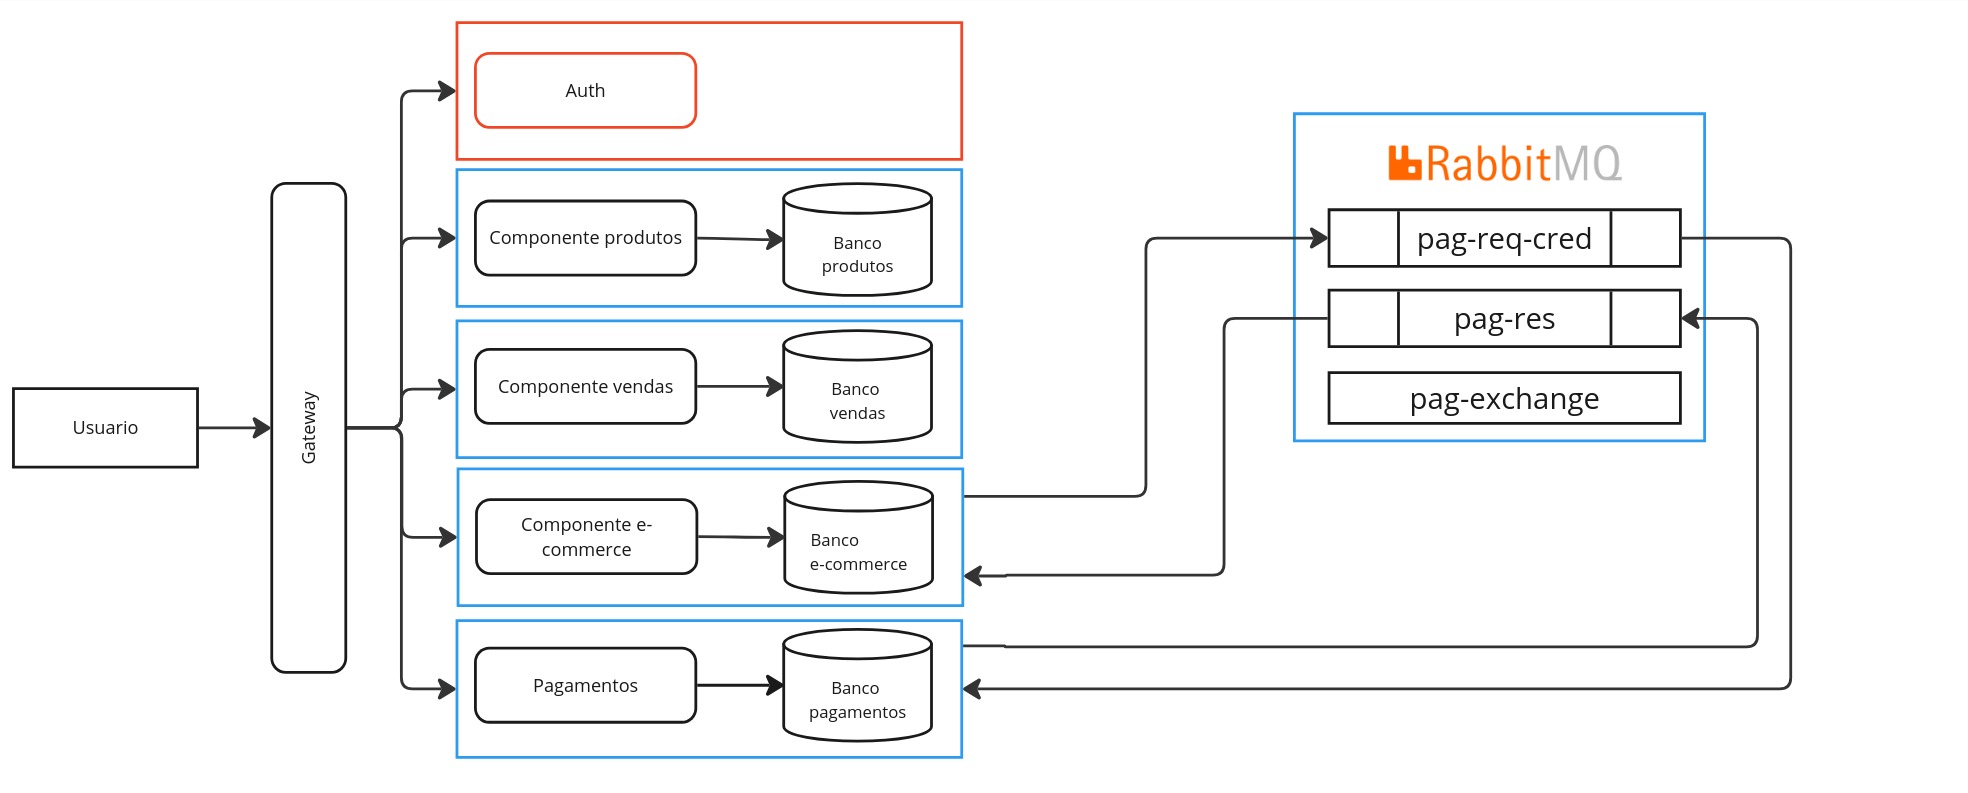 Auth
Componente produtos
Banco
produtos
Componente vendas
Banco
vendas
Usuario
Gateway
Componente e-
commerce
Banco
e-commerce
Pagamentos
Banco
pagamentos
RabbitMQ
pag-req-cred
pag-res
pag-exchange